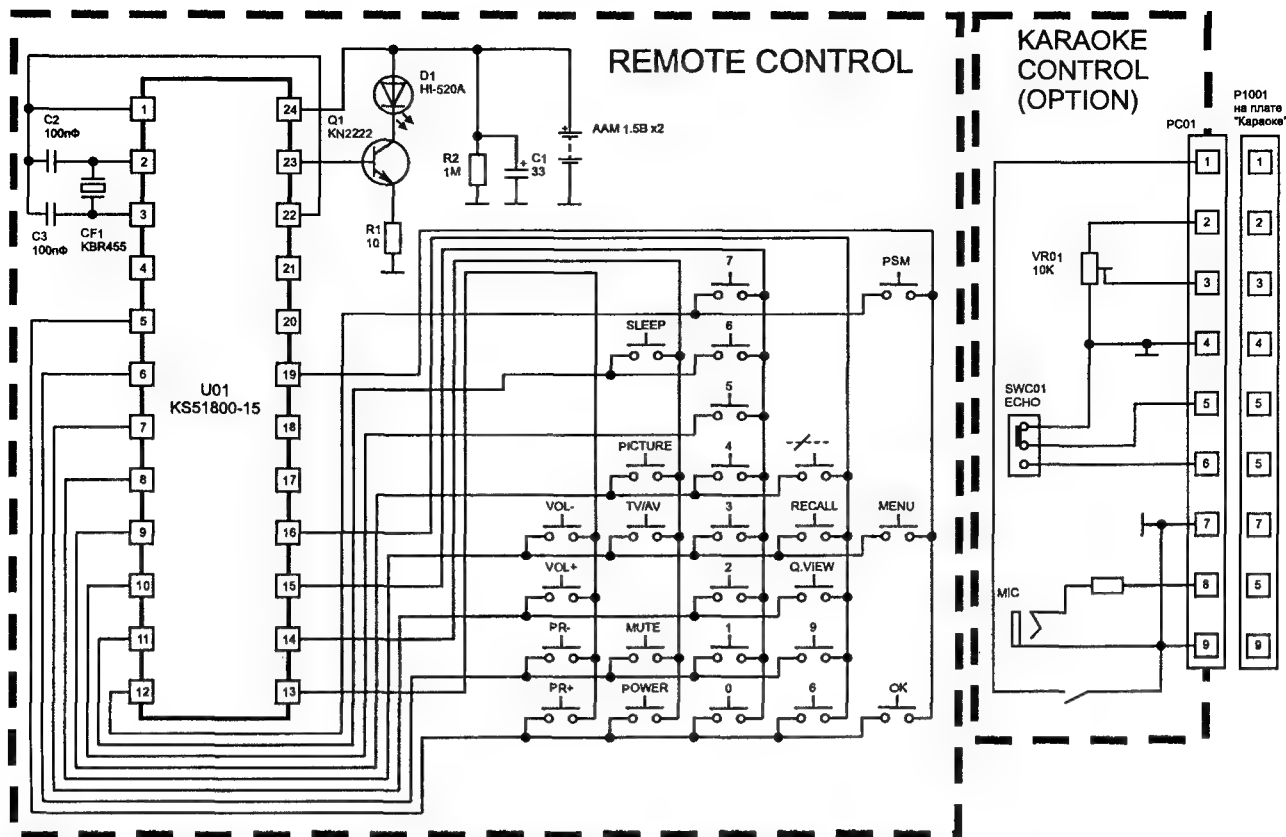 REMOTE CONTROL
KARAOKE
CONTROL
(OPTION)
P1001
на плате
"Караоке"
PC01
D1
HI-520A
Q1
KN2222
C2
100nФ
C3
100nФ
CF1
KBR455
U01
KS51800-15
R2
1M
C1
33
+
AAM 1.5B x2
+
R1
10
1
2
3
4
5
6
7
8
9
10
11
12
24
23
22
21
20
19
18
17
16
15
14
13
7
PSM
SLEEP
6
5
PICTURE
4
VOL-
TV/AV
3
RECALL
MENU
VOL+
2
Q.VIEW
PR-
MUTE
1
9
PR+
POWER
0
6
OK
VR01
10K
SWC01
ECHO
MIC
1
2
3
4
5
6
7
8
9
1
2
3
4
5
5
7
5
9